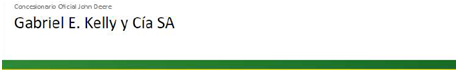 Concesionario Oficial John Deere
Gabriel E. Kelly y Cía SA